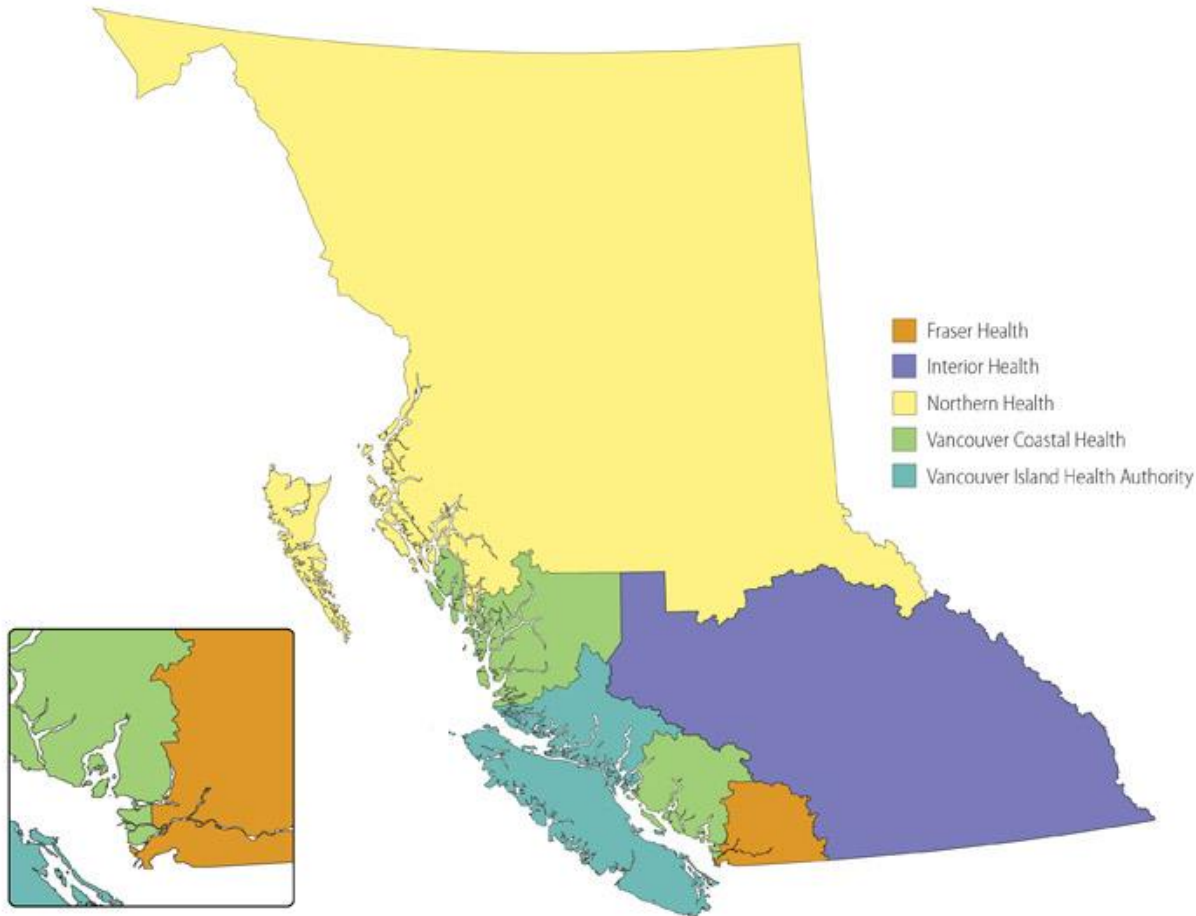 Fraser Health
Interior Health
Northern Health
Vancouver Coastal Health
Vancouver Island Health Authority